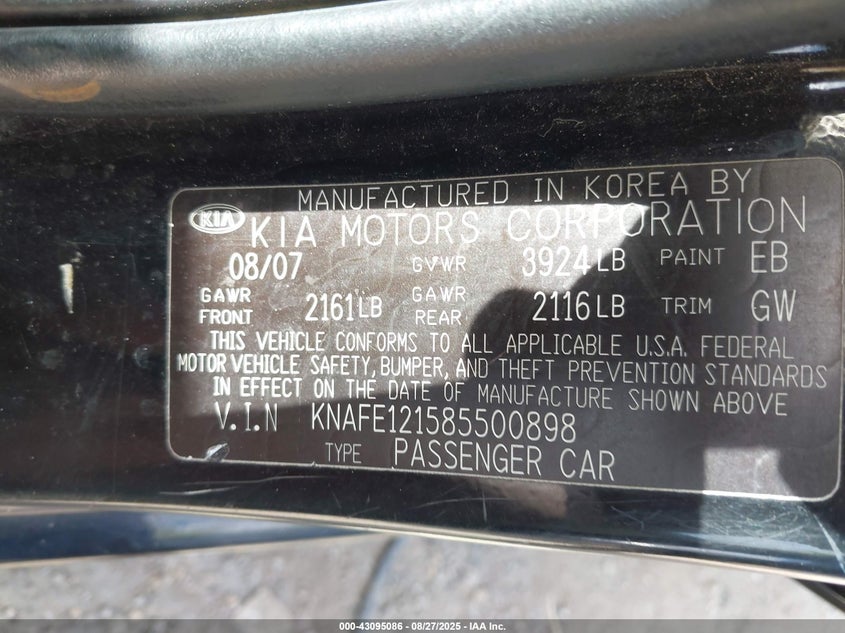 MANUFACTURED IN KOREA BY
KIA KIA MOTORS CORPORATION
08/07 GVWR 3924LB PAINT EB
GAWR FRONT 2161LB GAWR REAR 2116LB TRIM GW
THIS VEHICLE CONFORMS TO ALL APPLICABLE U.S.A. FEDERAL
MOTOR VEHICLE SAFETY, BUMPER, AND THEFT PREVENTION STANDARDS
IN EFFECT ON THE DATE OF MANUFACTURE SHOWN ABOVE
V.I.N KNAFE121585500898
TYPE PASSENGER CAR
000-43095086 - 08/27/2025 - IAA Inc.